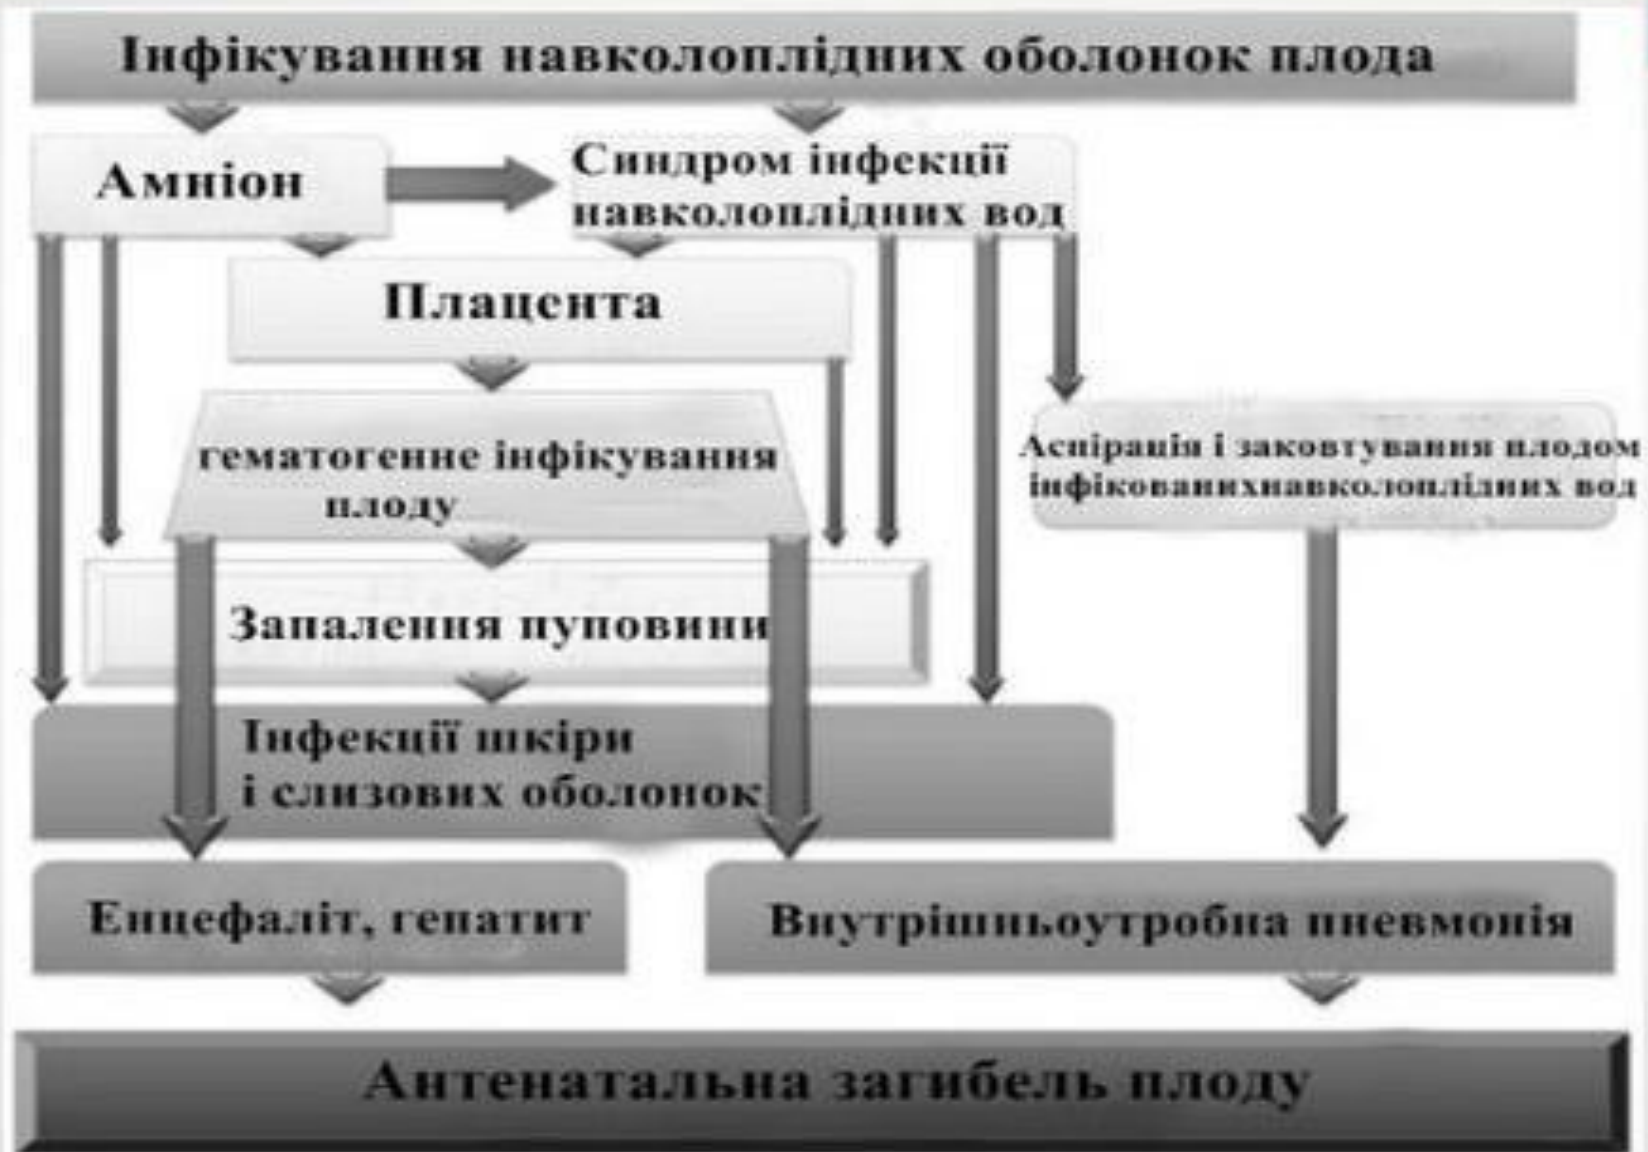 Інфікування навколоплідних оболонок плода
Амніон
Синдром інфекції
навколоплідних вод
Плацента
гематогенне інфікування
плоду
Аспірація і заковтування плодом
інфікованихнавколоплідних вод
Запалення пуповини
Інфекції шкіри
і слизових оболонок
Енцефаліт, гепатит
Внутрішньоутробна пневмонія
Антенатальна загибель плоду